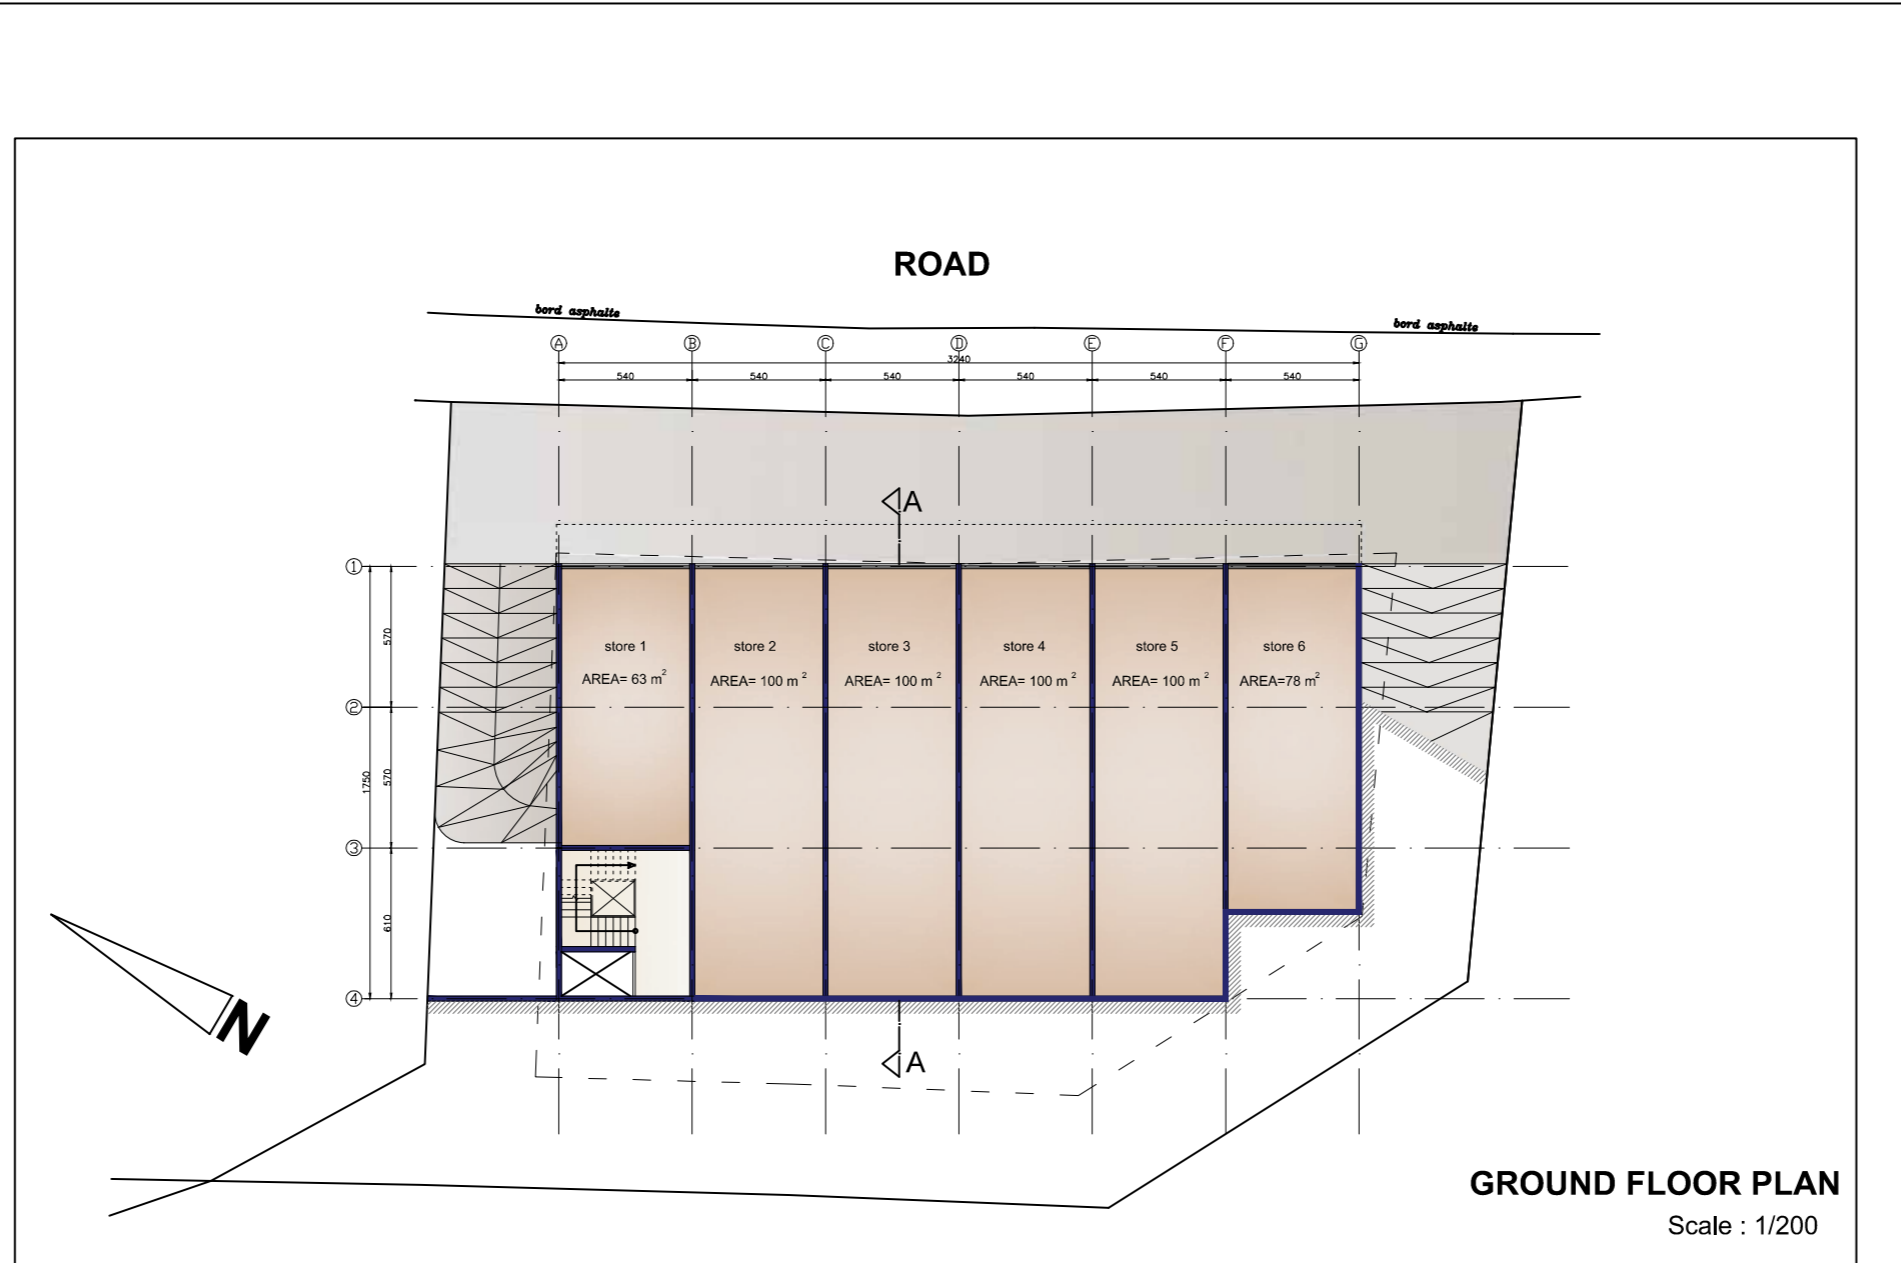 ROAD
bord asphalte
bord asphalte
A B C D E F G
3240
540 540 540 540 540 540
A
1
570
store 1 store 2 store 3 store 4 store 5 store 6
AREA= 63 m² AREA= 100 m² AREA= 100 m² AREA= 100 m² AREA= 100 m² AREA=78 m²
2
1750
570
3
610
4
N
A
GROUND FLOOR PLAN
Scale : 1/200